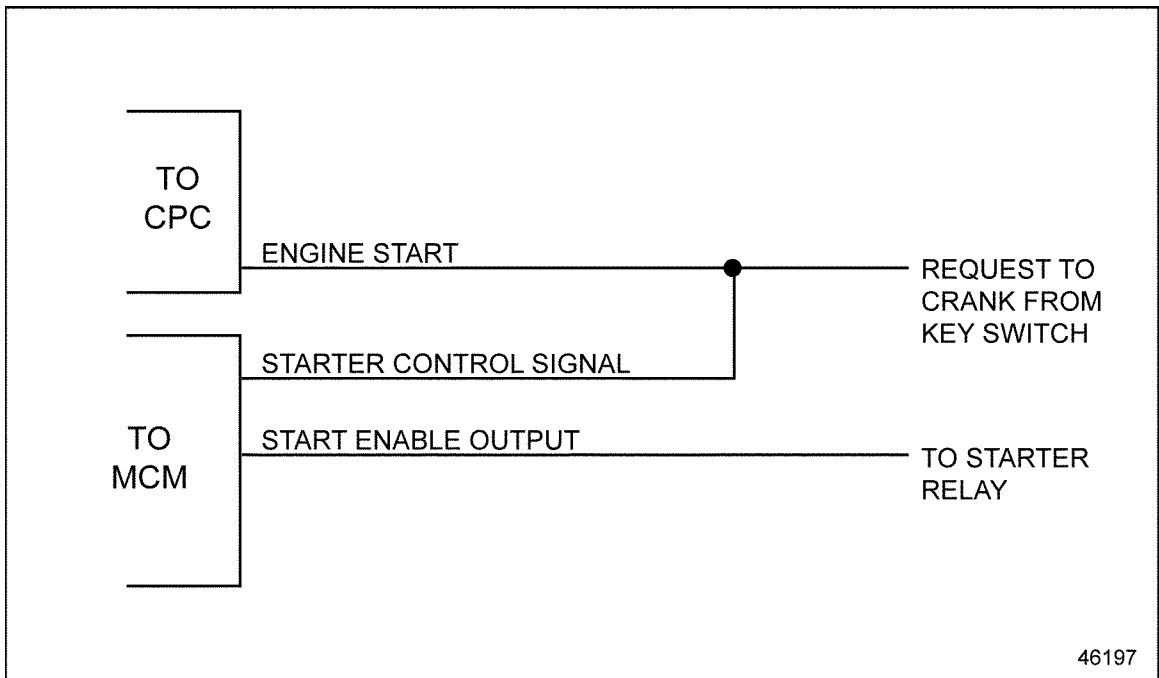 TO
CPC
ENGINE START
REQUEST TO
CRANK FROM
KEY SWITCH
STARTER CONTROL SIGNAL
TO
MCM
START ENABLE OUTPUT
TO STARTER
RELAY
46197